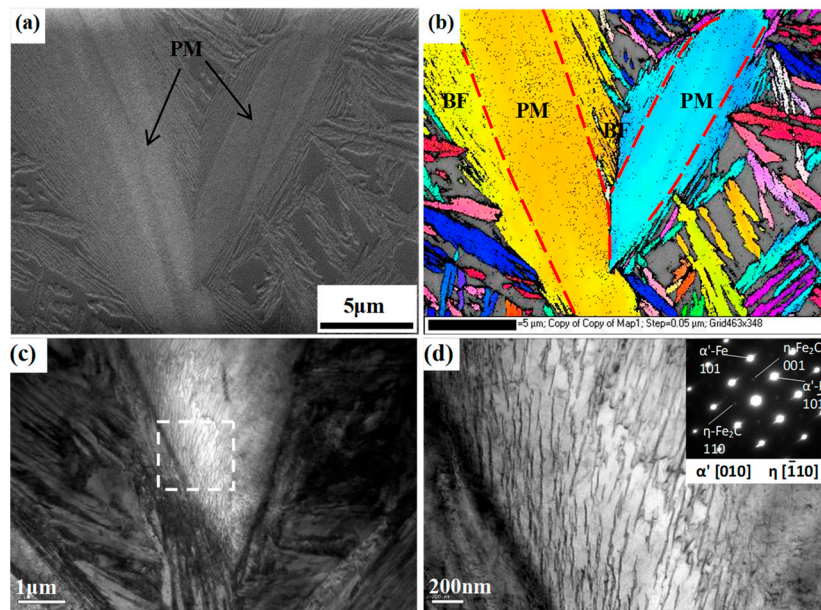 (a)
PM
5μm
(b)
BF
PM
BF
PM
=5 μm; Copy of Copy of Map1; Step=0.05 μm; Grid463x348
(c)
1μm
(d)
α'-Fe
101
η-Fe₂C
001
α'-F
101̄
η-Fe₂C
110
α' [010] η [1̄10]
200nm